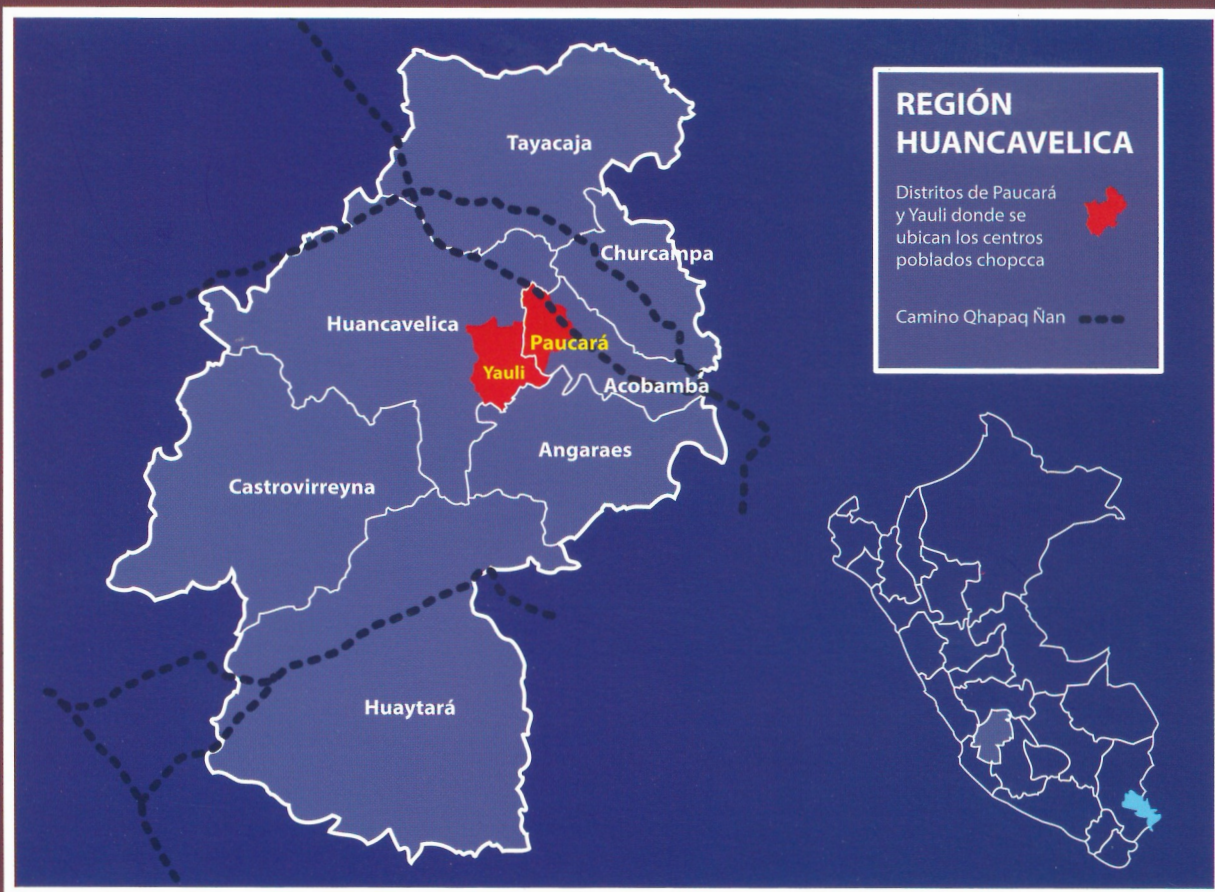 REGIÓN
HUANCAVELICA
Distritos de Paucará
y Yauli donde se
ubican los centros
poblados chopcca
Camino Qhapaq Ñan
Tayacaja
Churcampa
Huancavelica
Paucará
Yauli
Acobamba
Angaraes
Castrovirreyna
Huaytará